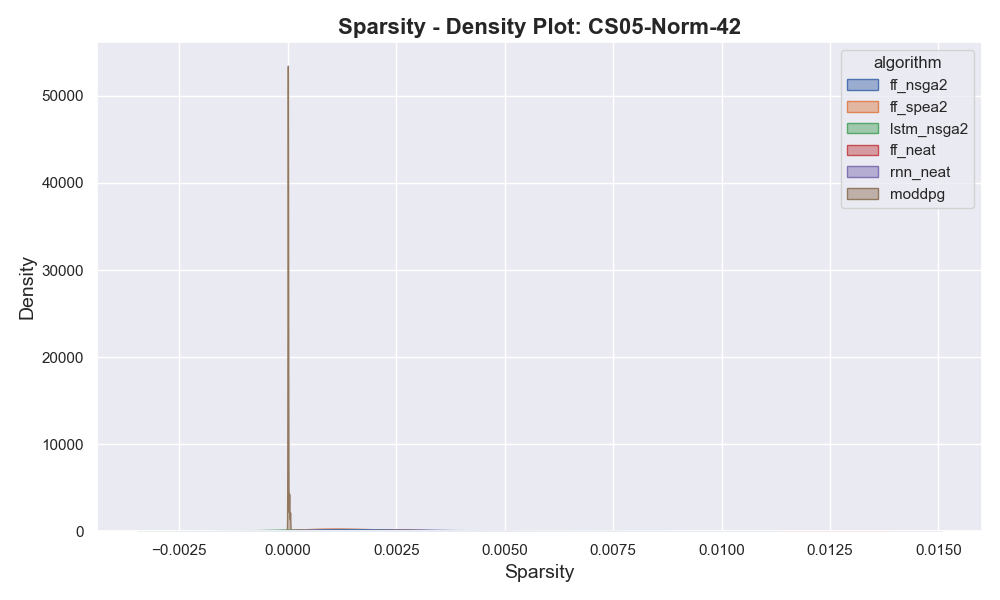 Sparsity - Density Plot: CS05-Norm-42
algorithm
ff_nsga2
ff_spea2
lstm_nsga2
ff_neat
rnn_neat
moddpg
Density
50000
40000
30000
20000
10000
0
−0.0025 0.0000 0.0025 0.0050 0.0075 0.0100 0.0125 0.0150
Sparsity